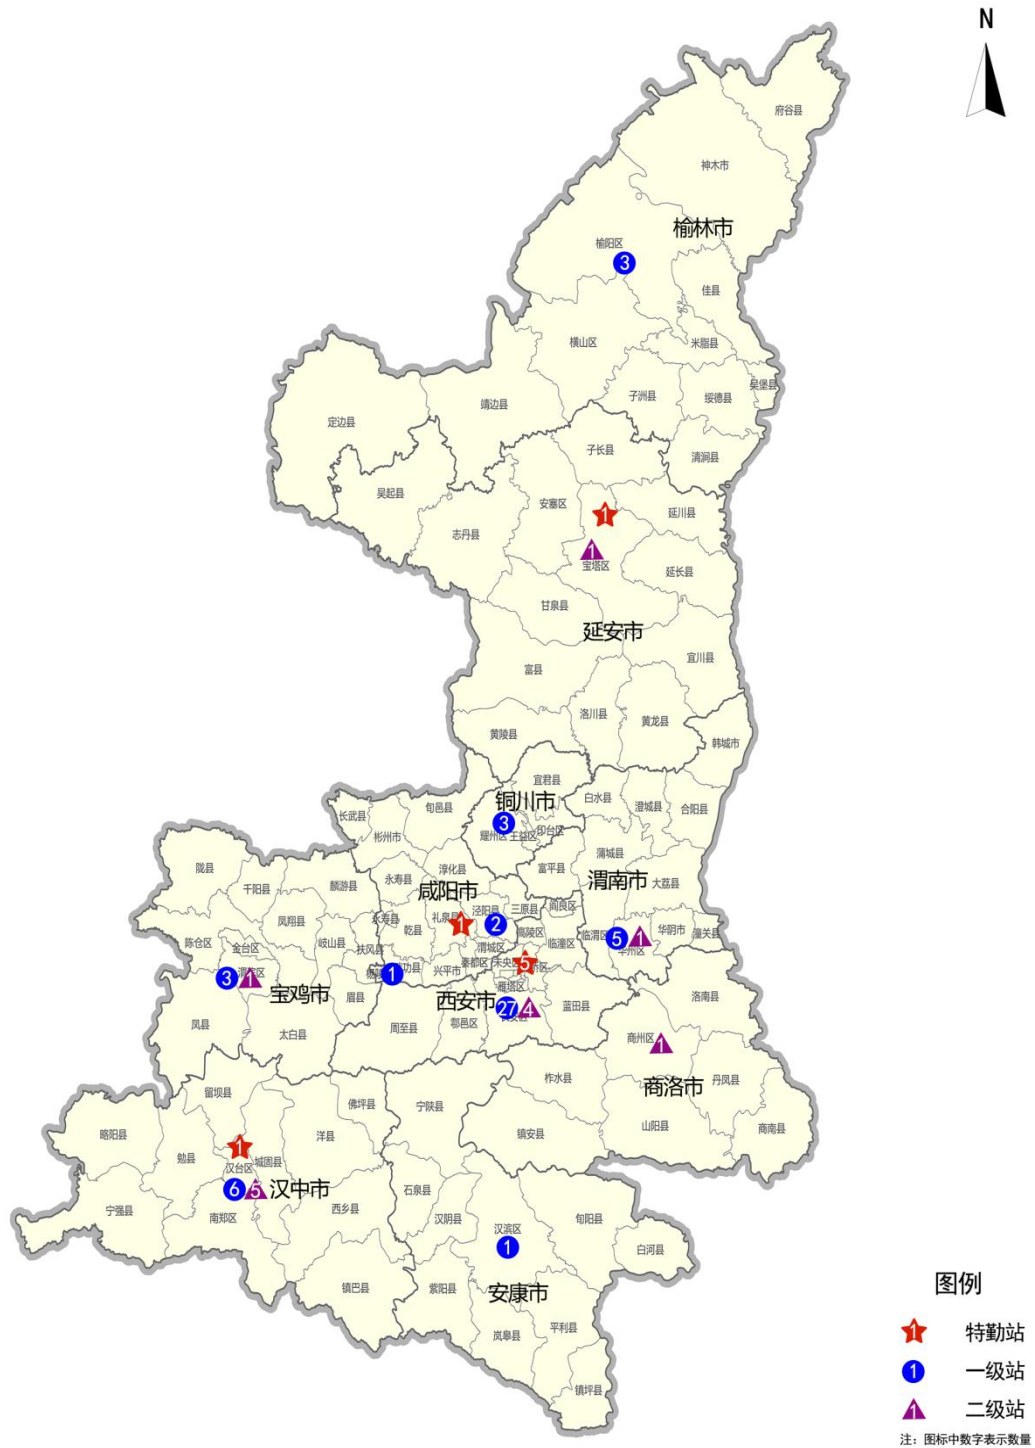 N
府谷县
神木市
榆林市
榆阳区
3
佳县
横山区
米脂县
吴堡县
子洲县
绥德县
靖边县
定边县
清涧县
子长县
吴起县
安塞区
1
延川县
志丹县
1
宝塔区
延长县
甘泉县
延安市
宜川县
富县
洛川县
黄龙县
黄陵县
韩城市
宜君县
铜川市
白水县
澄城县
合阳县
长武县
旬邑县
3
彬州市
耀州区
王益区
印台区
蒲城县
陇县
淳化县
富平县
渭南市
大荔县
麟游县
永寿县
咸阳市
千阳县
凤翔县
永寿县
礼泉县
泾阳县
三原县
阎良区
1
2
乾县
高陵区
临渭区
5
1
华阴市
潼关县
陈仓区
金台区
岐山县
扶风县
渭城区
临潼区
华州区
3
1
1
兴平市
秦都区
未央区
5
宝鸡市
眉县
西安市
雁塔区
27
4
蓝田县
洛南县
凤县
太白县
周至县
鄠邑区
商州区
1
柞水县
丹凤县
商洛市
留坝县
佛坪县
宁陕县
山阳县
商南县
略阳县
勉县
1
洋县
镇安县
汉台区
城固县
6
5
汉中市
石泉县
宁强县
南郑区
西乡县
汉阴县
汉滨区
旬阳县
1
白河县
镇巴县
紫阳县
安康市
岚皋县
平利县
镇坪县
图例
1 特勤站
1 一级站
1 二级站
注：图标中数字表示数量